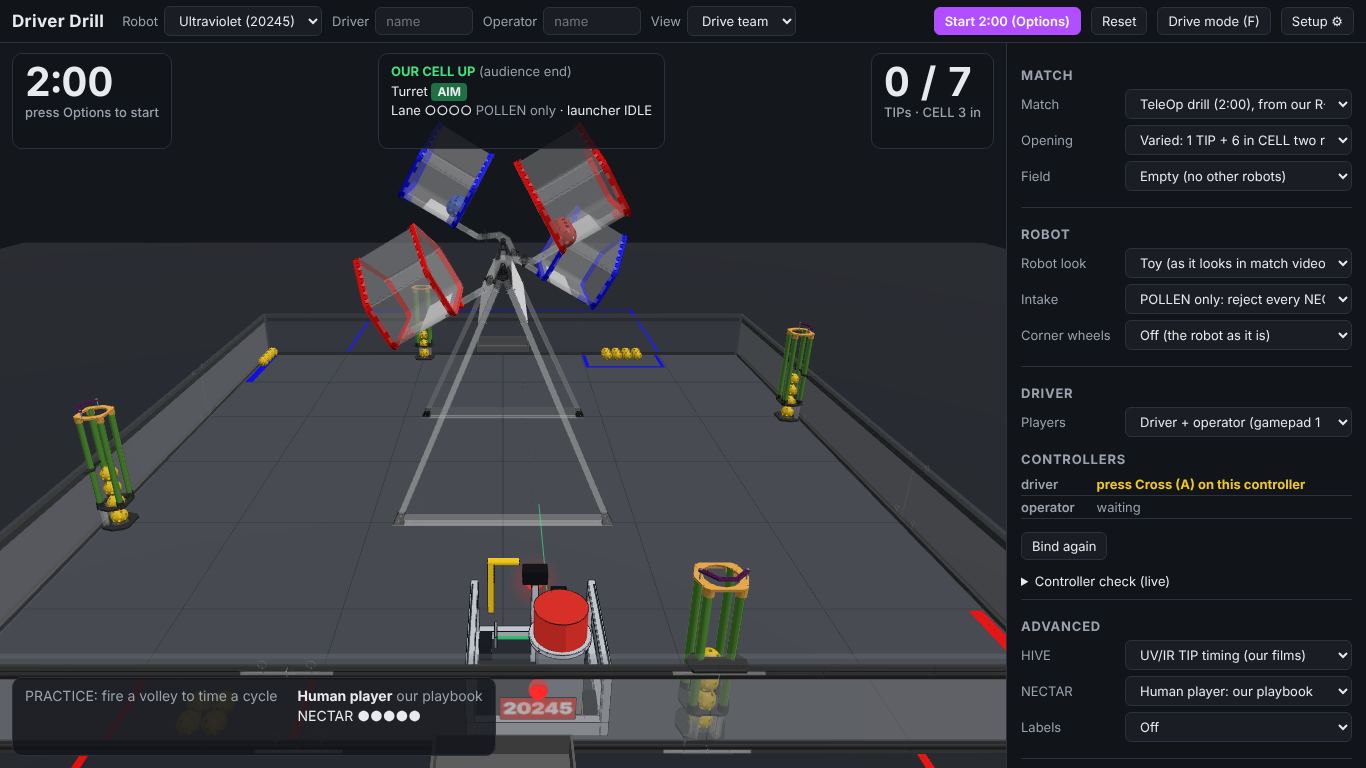 Driver Drill Robot Ultraviolet (20245) Driver name Operator name View Drive team Start 2:00 (Options) Reset Drive mode (F) Setup ⚙
2:00
press Options to start
OUR CELL UP (audience end)
Turret AIM
Lane ○○○○ POLLEN only · launcher IDLE
0 / 7
TIPs · CELL 3 in
PRACTICE: fire a volley to time a cycle
Human player our playbook
NECTAR ●●●●●
20245
MATCH
Match TeleOp drill (2:00), from our R
Opening Varied: 1 TIP + 6 in CELL two r
Field Empty (no other robots)
ROBOT
Robot look Toy (as it looks in match video
Intake POLLEN only: reject every NEC
Corner wheels Off (the robot as it is)
DRIVER
Players Driver + operator (gamepad 1
CONTROLLERS
driver press Cross (A) on this controller
operator waiting
Bind again
▶ Controller check (live)
ADVANCED
HIVE UV/IR TIP timing (our films)
NECTAR Human player: our playbook
Labels Off